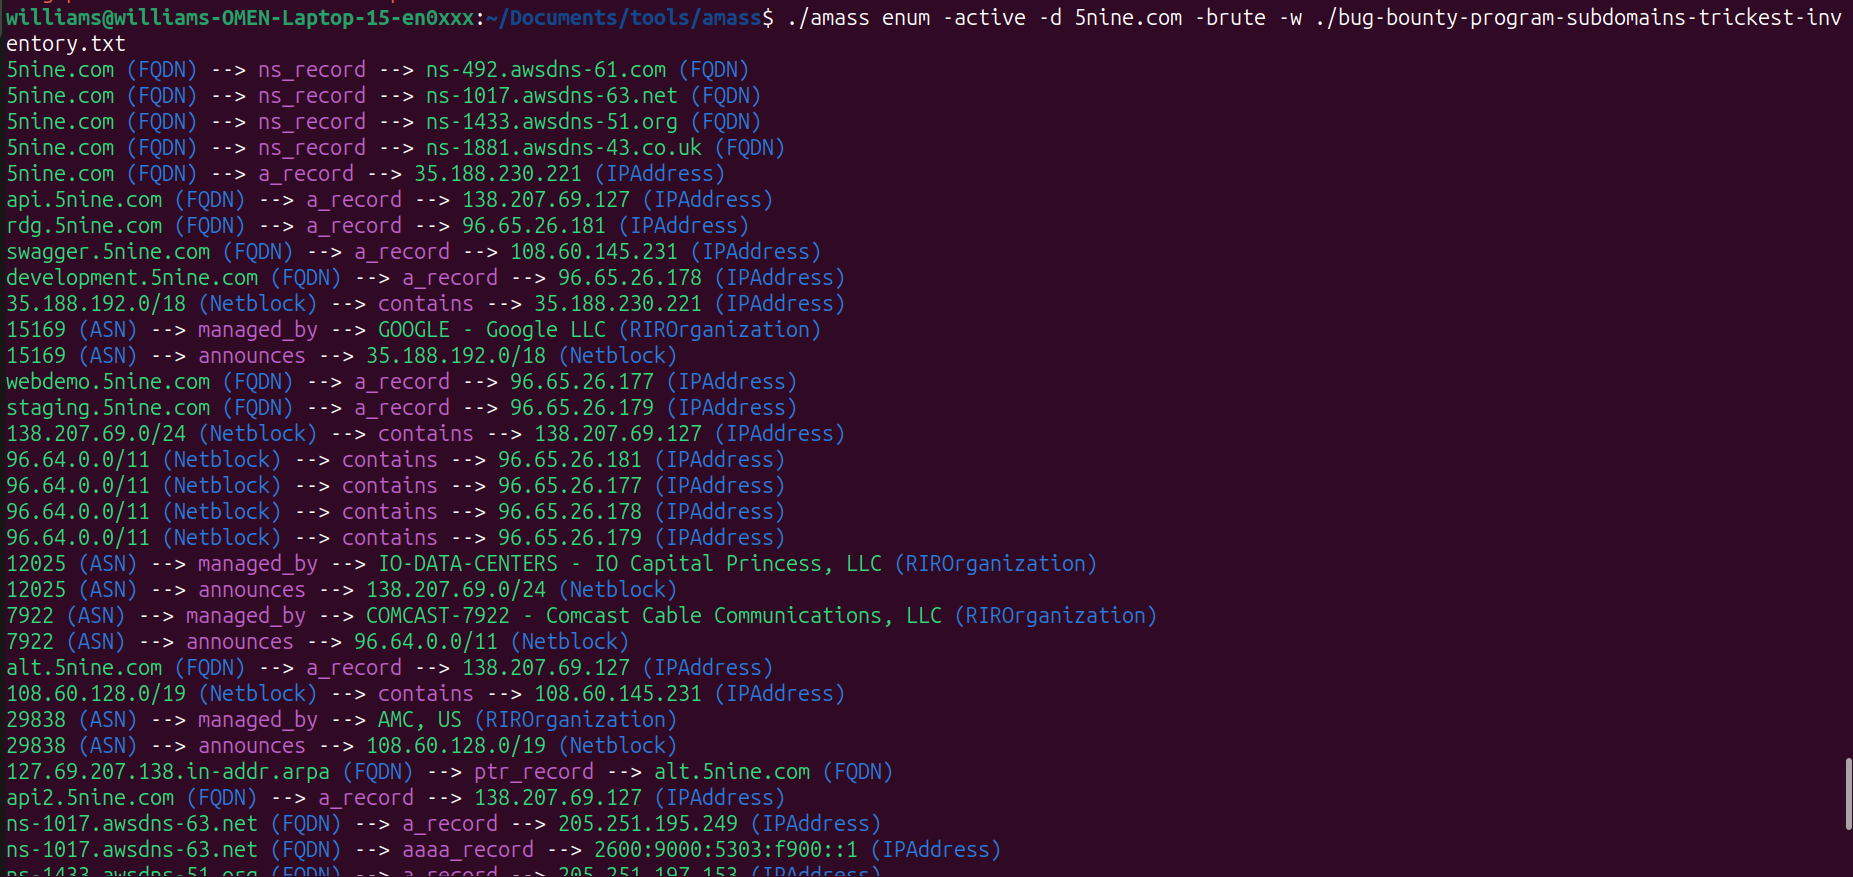 williams@williams-OMEN-Laptop-15-en0xxx:~/Documents/tools/amass$ ./amass enum -active -d 5nine.com -brute -w ./bug-bounty-program-subdomains-trickest-inv
entory.txt
5nine.com (FQDN) --> ns_record --> ns-492.awsdns-61.com (FQDN)
5nine.com (FQDN) --> ns_record --> ns-1017.awsdns-63.net (FQDN)
5nine.com (FQDN) --> ns_record --> ns-1433.awsdns-51.org (FQDN)
5nine.com (FQDN) --> ns_record --> ns-1881.awsdns-43.co.uk (FQDN)
5nine.com (FQDN) --> a_record --> 35.188.230.221 (IPAddress)
api.5nine.com (FQDN) --> a_record --> 138.207.69.127 (IPAddress)
rdg.5nine.com (FQDN) --> a_record --> 96.65.26.181 (IPAddress)
swagger.5nine.com (FQDN) --> a_record --> 108.60.145.231 (IPAddress)
development.5nine.com (FQDN) --> a_record --> 96.65.26.178 (IPAddress)
35.188.192.0/18 (Netblock) --> contains --> 35.188.230.221 (IPAddress)
15169 (ASN) --> managed_by --> GOOGLE - Google LLC (RIROrganization)
15169 (ASN) --> announces --> 35.188.192.0/18 (Netblock)
webdemo.5nine.com (FQDN) --> a_record --> 96.65.26.177 (IPAddress)
staging.5nine.com (FQDN) --> a_record --> 96.65.26.179 (IPAddress)
138.207.69.0/24 (Netblock) --> contains --> 138.207.69.127 (IPAddress)
96.64.0.0/11 (Netblock) --> contains --> 96.65.26.181 (IPAddress)
96.64.0.0/11 (Netblock) --> contains --> 96.65.26.177 (IPAddress)
96.64.0.0/11 (Netblock) --> contains --> 96.65.26.178 (IPAddress)
96.64.0.0/11 (Netblock) --> contains --> 96.65.26.179 (IPAddress)
12025 (ASN) --> managed_by --> IO-DATA-CENTERS - IO Capital Princess, LLC (RIROrganization)
12025 (ASN) --> announces --> 138.207.69.0/24 (Netblock)
7922 (ASN) --> managed_by --> COMCAST-7922 - Comcast Cable Communications, LLC (RIROrganization)
7922 (ASN) --> announces --> 96.64.0.0/11 (Netblock)
alt.5nine.com (FQDN) --> a_record --> 138.207.69.127 (IPAddress)
108.60.128.0/19 (Netblock) --> contains --> 108.60.145.231 (IPAddress)
29838 (ASN) --> managed_by --> AMC, US (RIROrganization)
29838 (ASN) --> announces --> 108.60.128.0/19 (Netblock)
127.69.207.138.in-addr.arpa (FQDN) --> ptr_record --> alt.5nine.com (FQDN)
api2.5nine.com (FQDN) --> a_record --> 138.207.69.127 (IPAddress)
ns-1017.awsdns-63.net (FQDN) --> a_record --> 205.251.195.249 (IPAddress)
ns-1017.awsdns-63.net (FQDN) --> aaaa_record --> 2600:9000:5303:f900::1 (IPAddress)
ns-1433.awsdns-51.org (FQDN) --> a_record --> 205.251.197.153 (IPAddress)